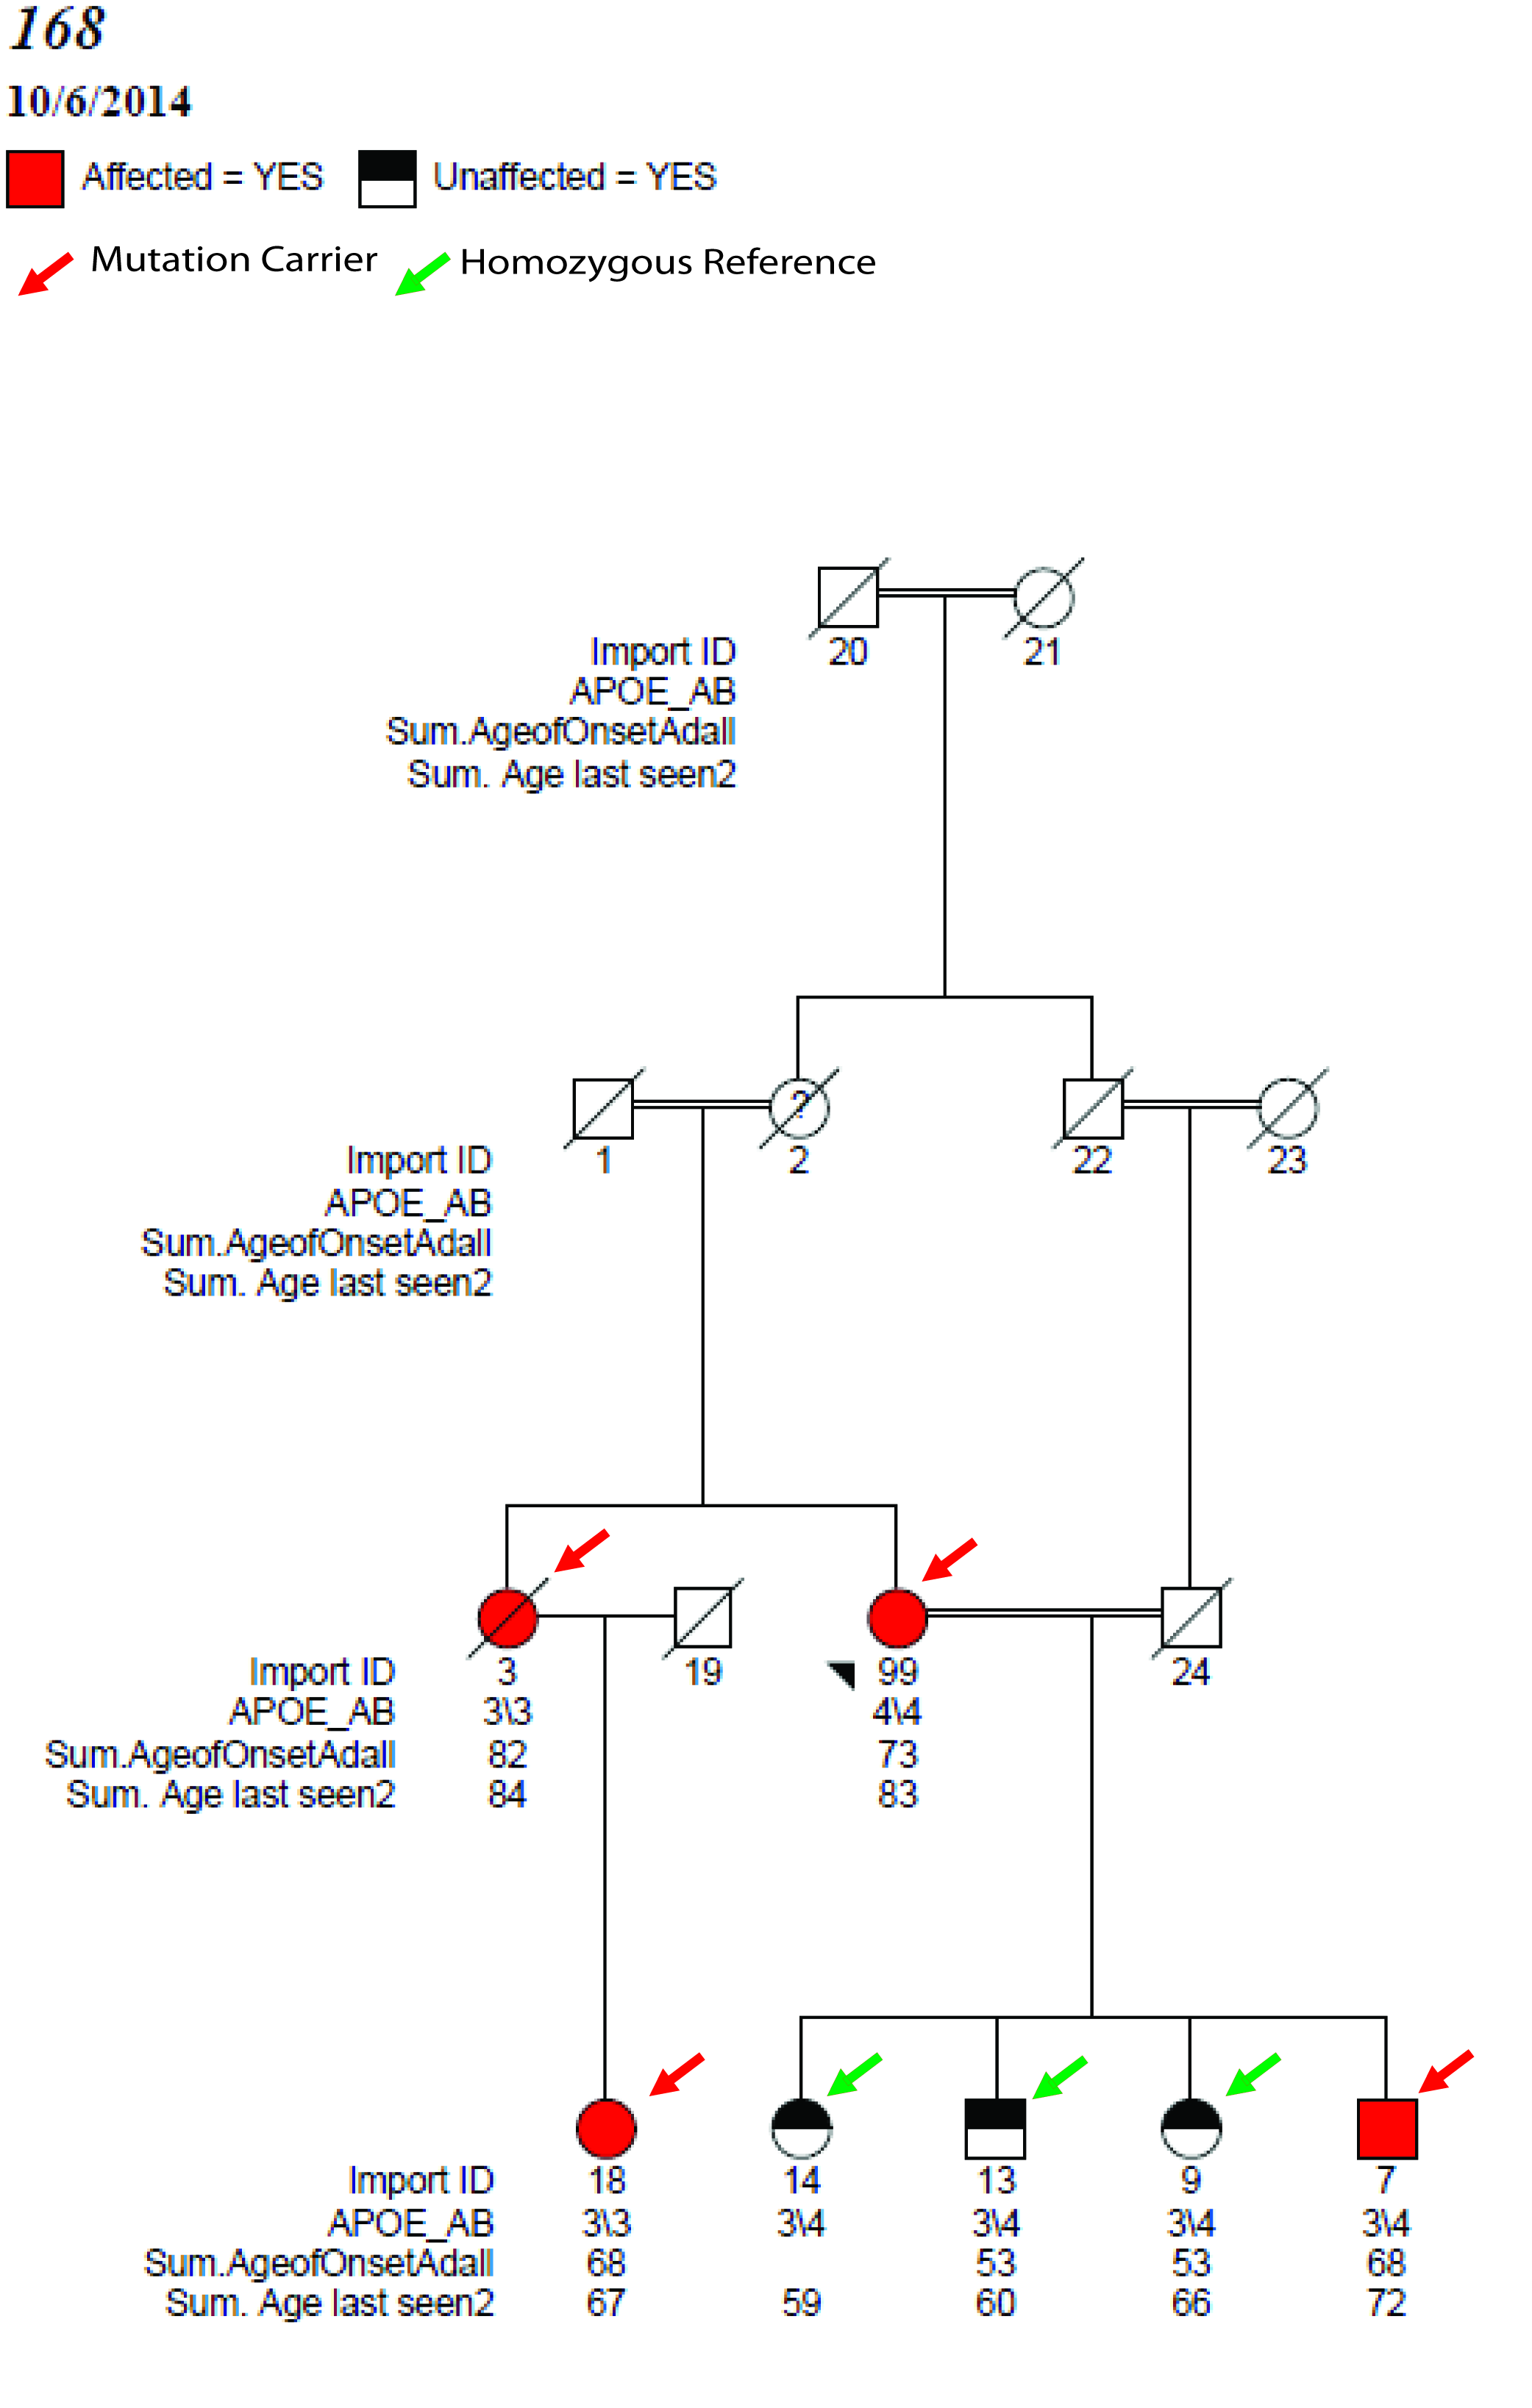 168
10/6/2014
Affected = YES Unaffected = YES
Mutation Carrier Homozygous Reference
Import ID 20 21
APOE_AB
Sum.AgeofOnsetAdall
Sum. Age last seen2
?
Import ID 1 2 22 23
APOE_AB
Sum.AgeofOnsetAdall
Sum. Age last seen2
Import ID 3 19 99 24
APOE_AB 3\3 4\4
Sum.AgeofOnsetAdall 82 73
Sum. Age last seen2 84 83
Import ID 18 14 13 9 7
APOE_AB 3\3 3\4 3\4 3\4 3\4
Sum.AgeofOnsetAdall 68 53 53 68
Sum. Age last seen2 67 59 60 66 72